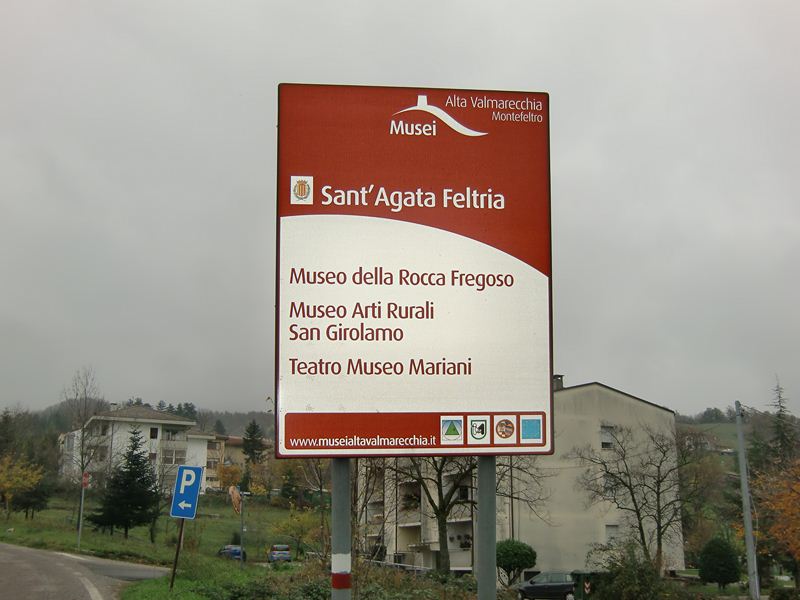 Alta Valmarecchia
Montefeltro
Musei
Sant'Agata Feltria
Museo della Rocca Fregoso
Museo Arti Rurali
San Girolamo
Teatro Museo Mariani
www.museialtavalmarecchia.it
P